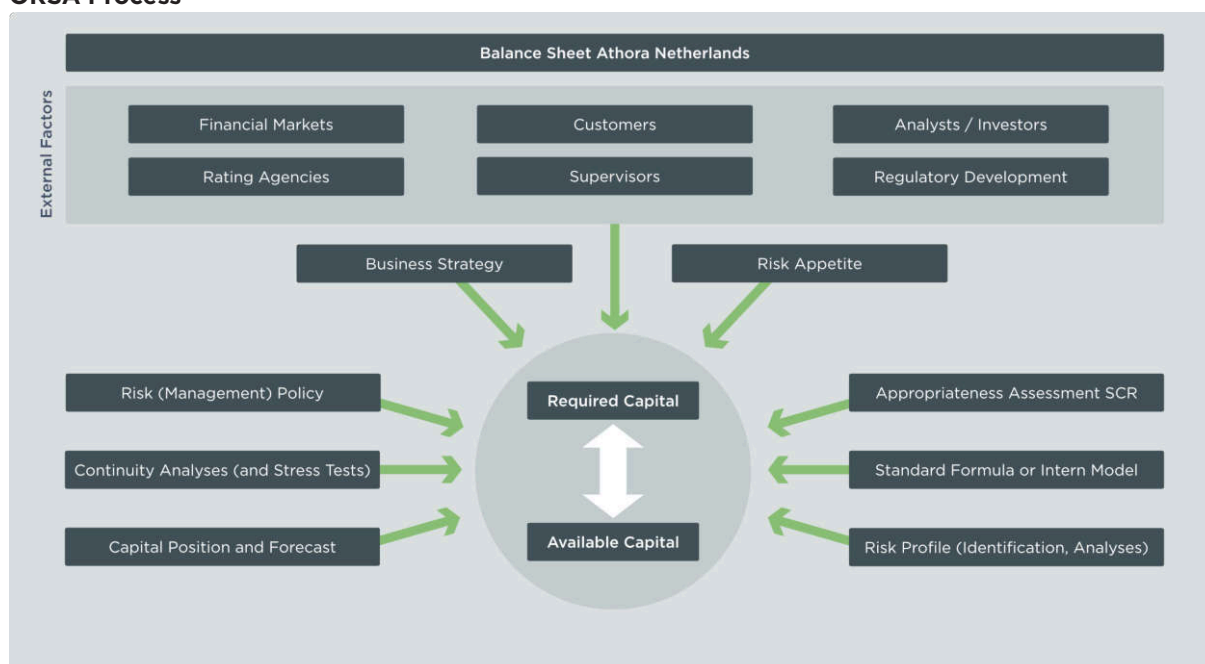 ORSA Process
Balance Sheet Athora Netherlands
External Factors
Financial Markets
Customers
Analysts / Investors
Rating Agencies
Supervisors
Regulatory Development
Business Strategy
Risk Appetite
Risk (Management) Policy
Required Capital
Appropriateness Assessment SCR
Continuity Analyses (and Stress Tests)
Standard Formula or Intern Model
Capital Position and Forecast
Available Capital
Risk Profile (Identification, Analyses)